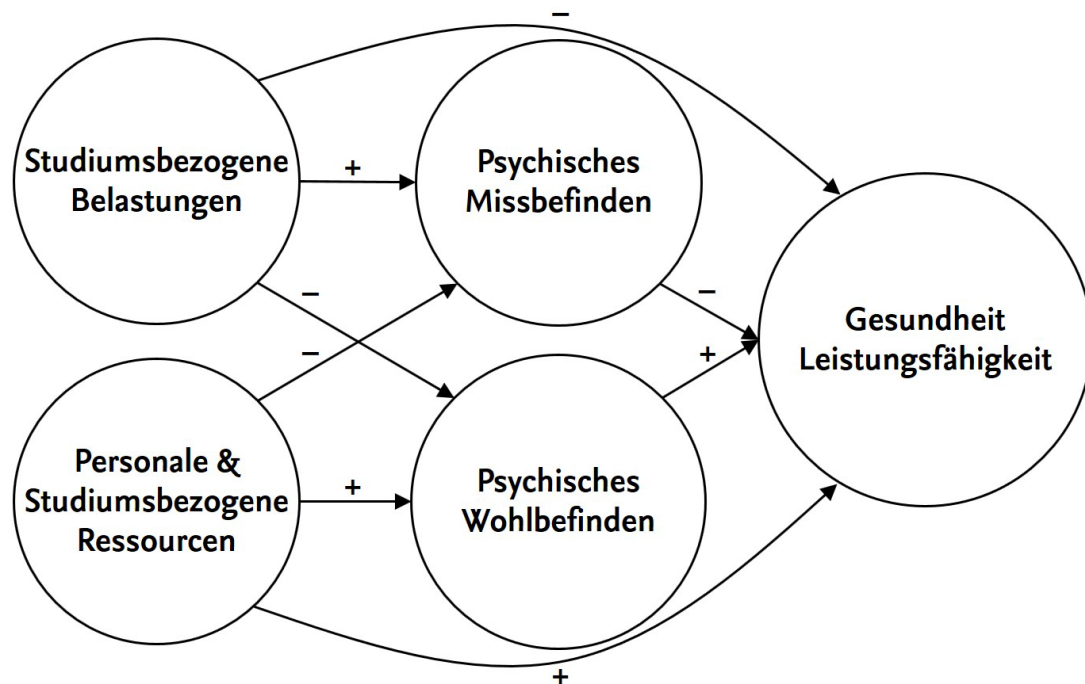 −
Studiumsbezogene
Belastungen
+
Psychisches
Missbefinden
−
−
−
+
Gesundheit
Leistungsfähigkeit
Personale &
Studiumsbezogene
Ressourcen
+
Psychisches
Wohlbefinden
+